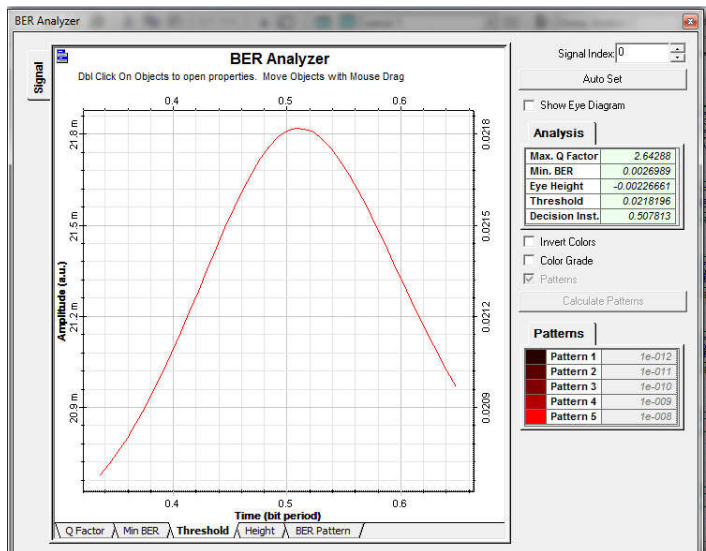 BER Analyzer
Signal Index: 0
Auto Set
Show Eye Diagram
Analysis
Max. Q Factor 2.64288
Min. BER 0.0026989
Eye Height -0.00226661
Threshold 0.0218196
Decision Inst. 0.507813
Invert Colors
Color Grade
Patterns
Calculate Patterns
Patterns
Pattern 1 1e-012
Pattern 2 1e-011
Pattern 3 1e-010
Pattern 4 1e-009
Pattern 5 1e-008
Signal
BER Analyzer
Dbl Click On Objects to open properties. Move Objects with Mouse Drag
0.4 0.5 0.6
21.8 m 0.0218
21.5 m 0.0215
21.2 m 0.0212
20.9 m 0.0209
Amplitude (a.u.)
0.4 0.5 0.6
Time (bit period)
Q Factor Min BER Threshold Height BER Pattern